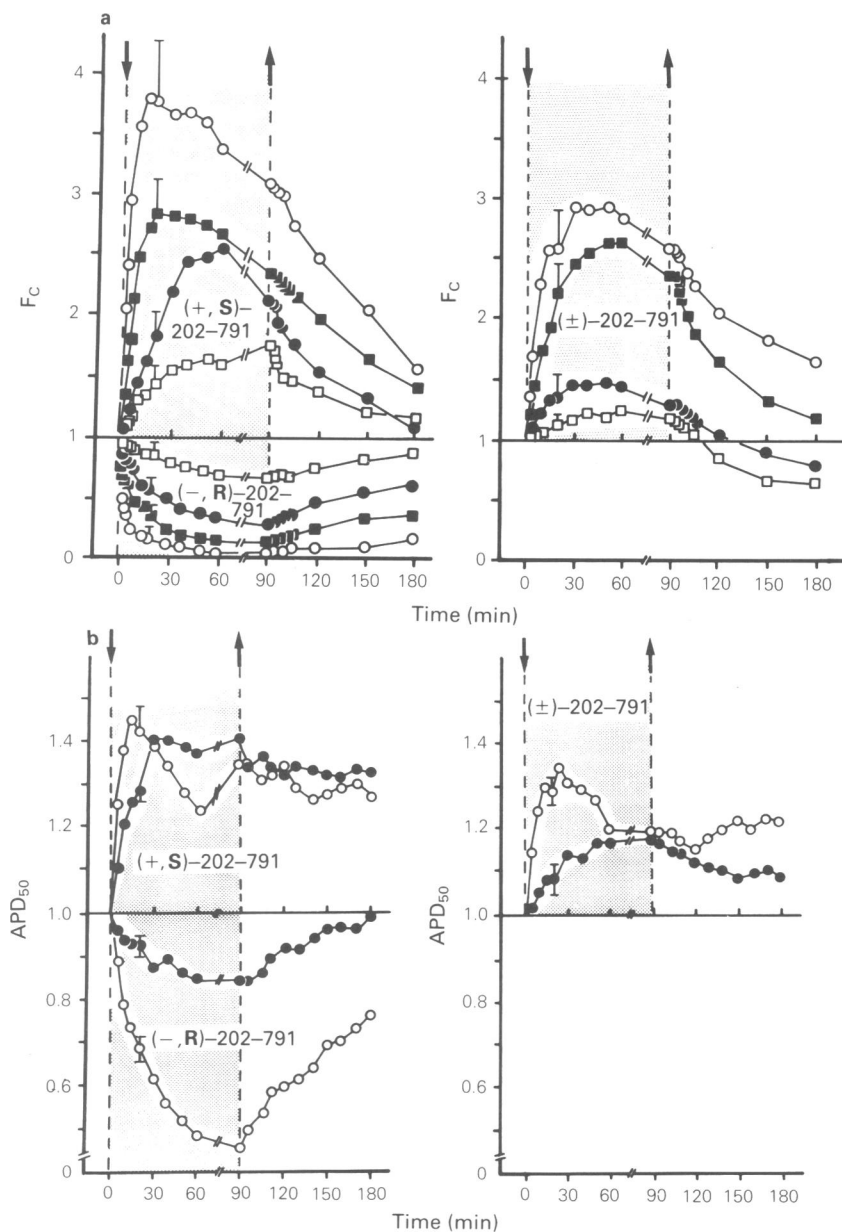 a
4
3
2
1
0
F_C
(+, S)–
202–791
(–, R)–202–
791
0 30 60 90 120 150 180
4
3
2
1
0
F_C
(±)–202–791
0 30 60 90 120 150 180
Time (min)
b
1.4
1.2
1.0
0.8
0.6
0
APD₅₀
(+, S)–202–791
(–, R)–202–791
0 30 60 90 120 150 180
1.4
1.2
1.0
0.8
0.6
0
APD₅₀
(±)–202–791
0 30 60 90 120 150 180
Time (min)